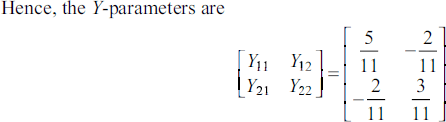 Hence, the Y-parameters are
[ Y11 Y12 ; Y21 Y22 ] = [ 5/11 −2/11 ; −2/11 3/11 ]